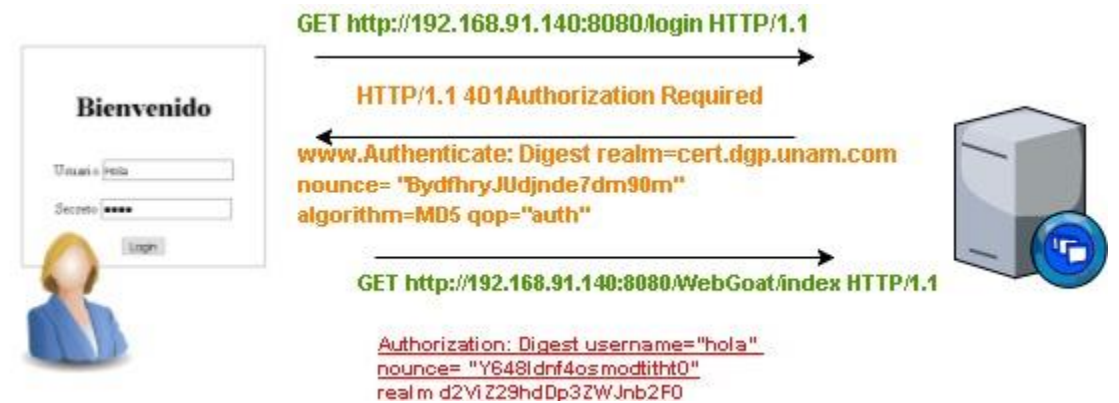 GET http://192.168.91.140:8080/login HTTP/1.1
HTTP/1.1 401Authorization Required
www.Authenticate: Digest realm=cert.dgp.unam.com
nounce= "BydfhryJUdjnde7dm90m"
algorithm=MD5 qop="auth"
GET http://192.168.91.140:8080/WebGoat/index HTTP/1.1
Authorization: Digest username="hola"
nounce= "Y648ldnf4osmodtitht0"
realm d2ViZ29hdDp3ZWJnb2F0
Bienvenido
Usuario Hola
Secreto ●●●●
Login